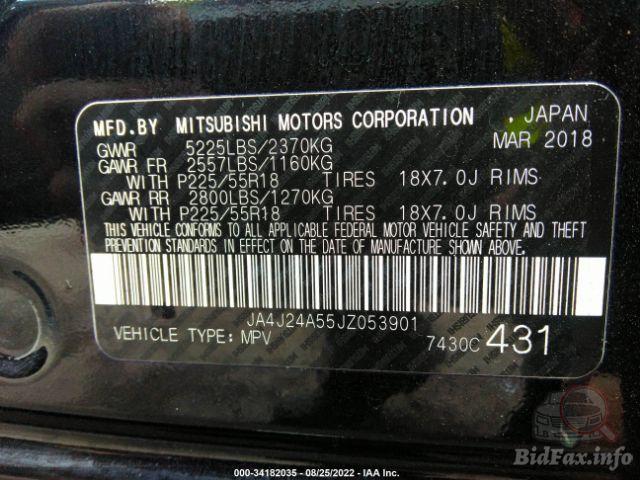 MFD.BY MITSUBISHI MOTORS CORPORATION . JAPAN
GWR 5225LBS/2370KG MAR 2018
GAWR FR 2557LBS/1160KG
WITH P225/55R18 TIRES 18X7.0J RIMS
GAWR RR 2800LBS/1270KG
WITH P225/55R18 TIRES 18X7.0J RIMS
THIS VEHICLE CONFORMS TO ALL APPLICABLE FEDERAL MOTOR VEHICLE SAFETY AND THEFT
PREVENTION STANDARDS IN EFFECT ON THE DATE OF MANUFACTURE SHOWN ABOVE.
JA4J24A55JZ053901
VEHICLE TYPE: MPV 7430C 431
BidFax.info
000-34182035 - 08/25/2022 - IAA Inc.